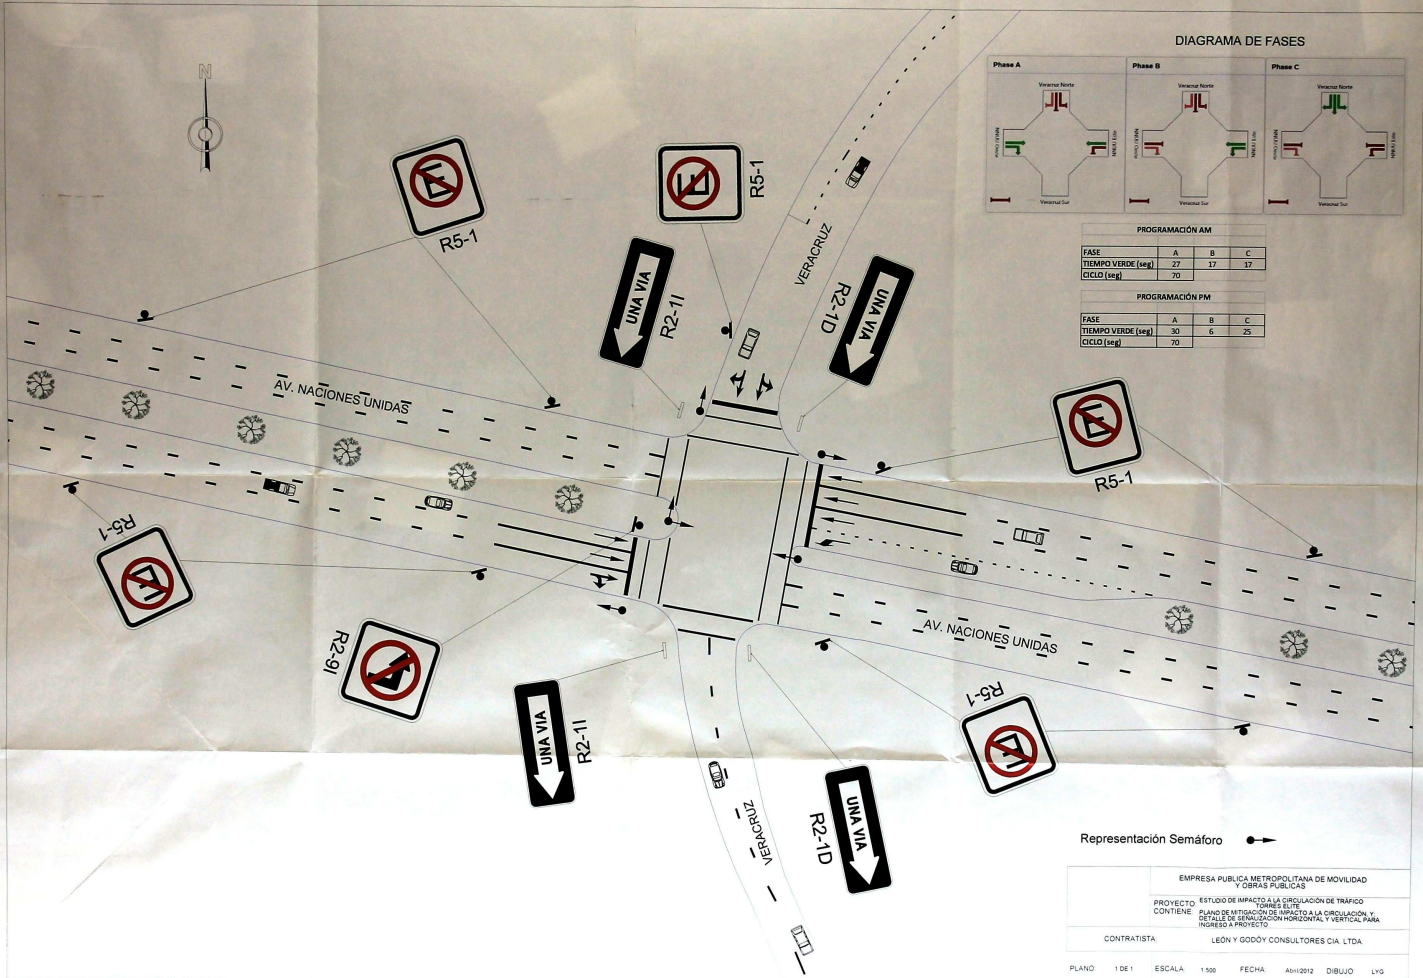 DIAGRAMA DE FASES
Phase A
Phase B
Phase C
Veracruz Norte
Veracruz Norte
Veracruz Norte
Veracruz Sur
Veracruz Sur
Veracruz Sur
N
E
R5-1
E
R5-1
UNA VIA
R2-1I
VERACRUZ
UNA VIA
R2-1D
PROGRAMACIÓN AM
FASE A B C
TIEMPO VERDE (seg) 27 17 17
CICLO (seg) 70
PROGRAMACIÓN PM
FASE A B C
TIEMPO VERDE (seg) 30 6 25
CICLO (seg) 70
AV. NACIONES UNIDAS
E
R5-1
R5-1
E
AV. NACIONES UNIDAS
R2-9I
UNA VIA
R2-1I
R5-1
E
VERACRUZ
UNA VIA
R2-1D
Representación Semáforo
EMPRESA PUBLICA METROPOLITANA DE MOVILIDAD
Y OBRAS PUBLICAS
PROYECTO ESTUDIO DE IMPACTO A LA CIRCULACIÓN DE TRÁFICO
TORRES ELITE
CONTIENE: PLANO DE MITIGACIÓN DE IMPACTO A LA CIRCULACIÓN, Y
DETALLE DE SEÑALIZACION HORIZONTAL Y VERTICAL PARA
INGRESO A PROYECTO
CONTRATISTA LEÓN Y GODOY CONSULTORES CIA. LTDA.
PLANO 1 DE 1 ESCALA 1:500 FECHA Abril/2012 DIBUJO LYG